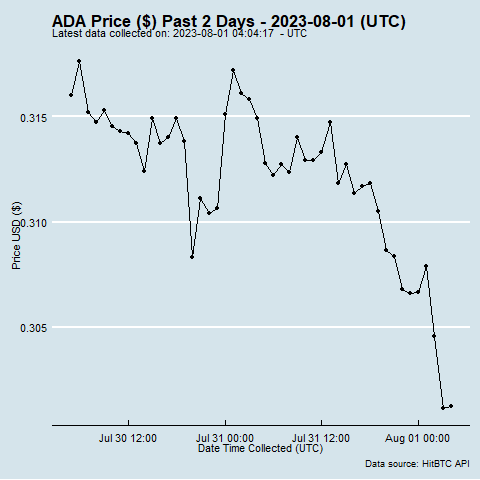 ADA Price ($) Past 2 Days - 2023-08-01 (UTC)
Latest data collected on: 2023-08-01 04:04:17 - UTC
0.315
0.310
0.305
Price USD ($)
Jul 30 12:00
Jul 31 00:00
Jul 31 12:00
Aug 01 00:00
Date Time Collected (UTC)
Data source: HitBTC API